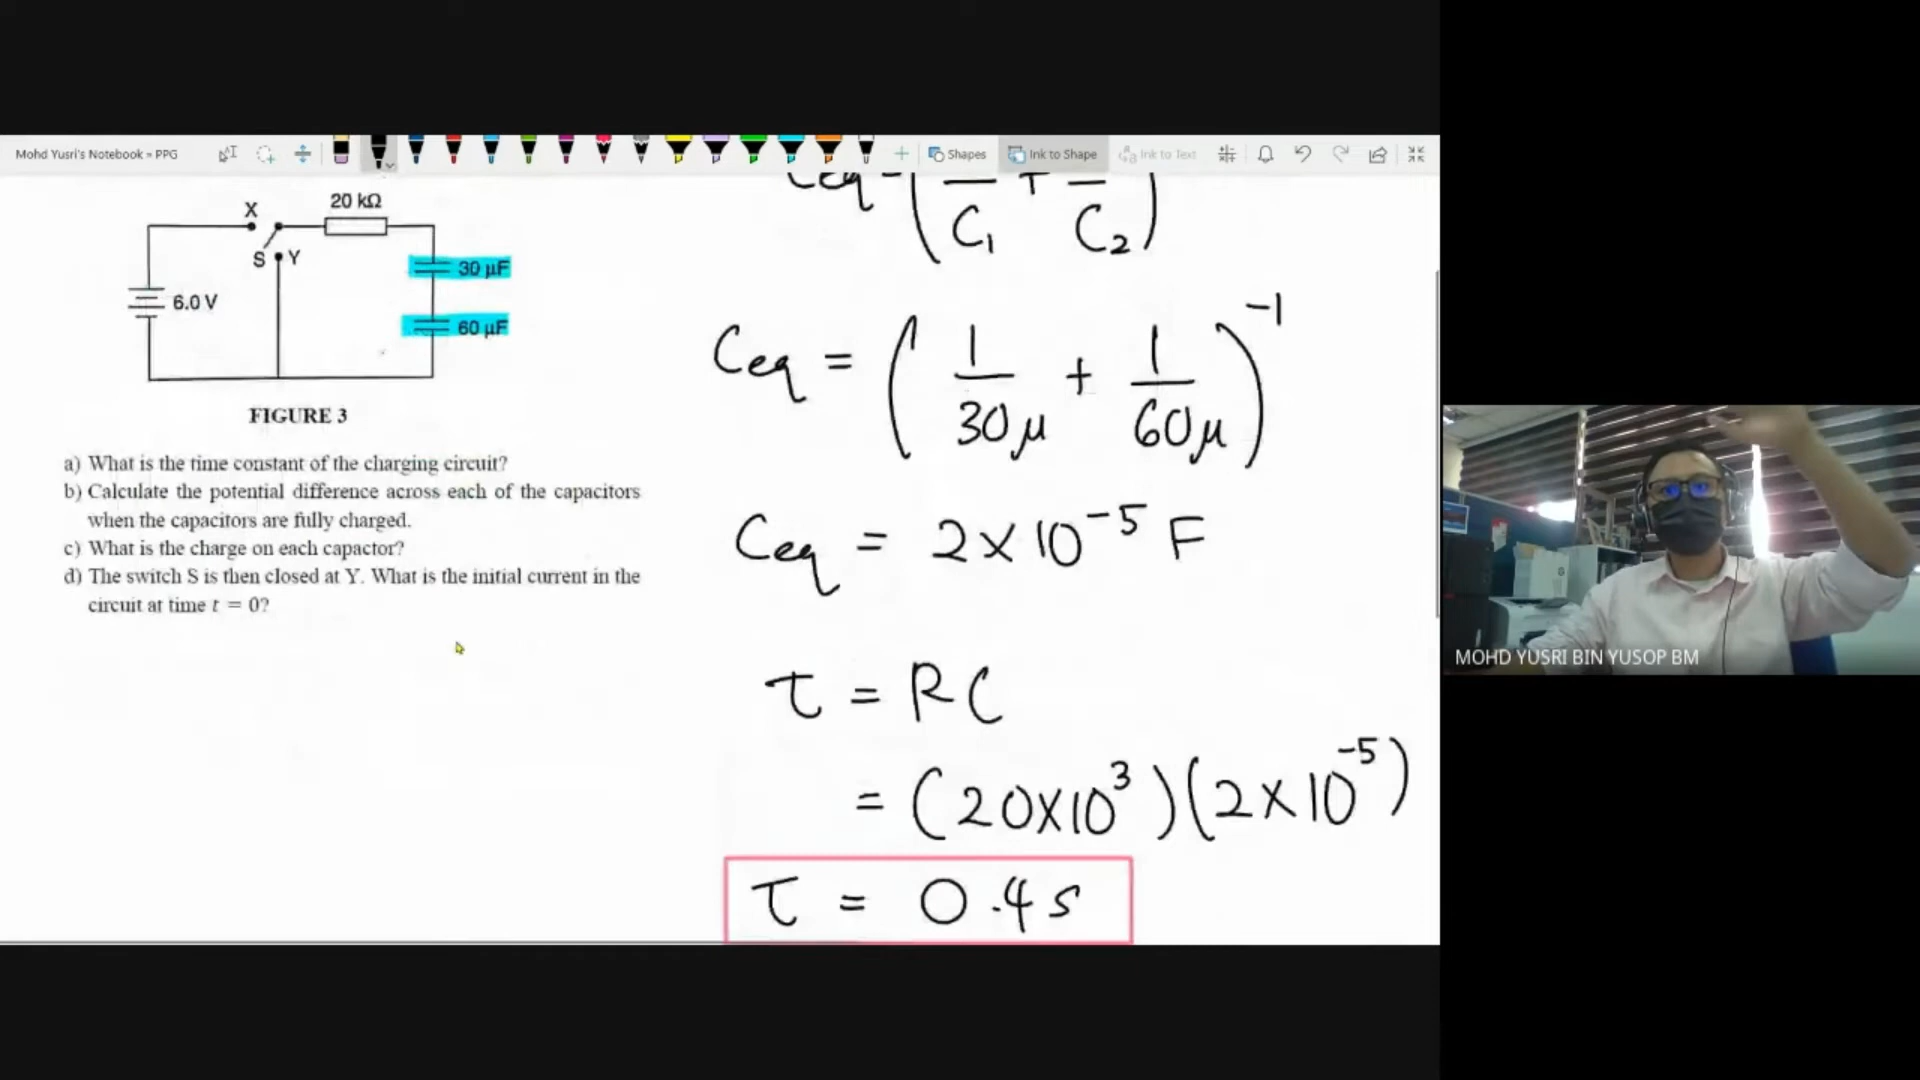 Mohd Yusri's Notebook » PPG
Shapes
Ink to Shape
Ink to Text
X
20 kΩ
S
Y
30 µF
6.0 V
60 µF
FIGURE 3
a) What is the time constant of the charging circuit?
b) Calculate the potential difference across each of the capacitors
when the capacitors are fully charged.
c) What is the charge on each capactor?
d) The switch S is then closed at Y. What is the initial current in the
circuit at time t = 0?
Ceq = ( — + — )
C₁ C₂
Ceq = ( 1/30µ + 1/60µ )⁻¹
Ceq = 2×10⁻⁵ F
τ = RC
= (20×10³)(2×10⁻⁵)
τ = 0.4s
MOHD YUSRI BIN YUSOP BM